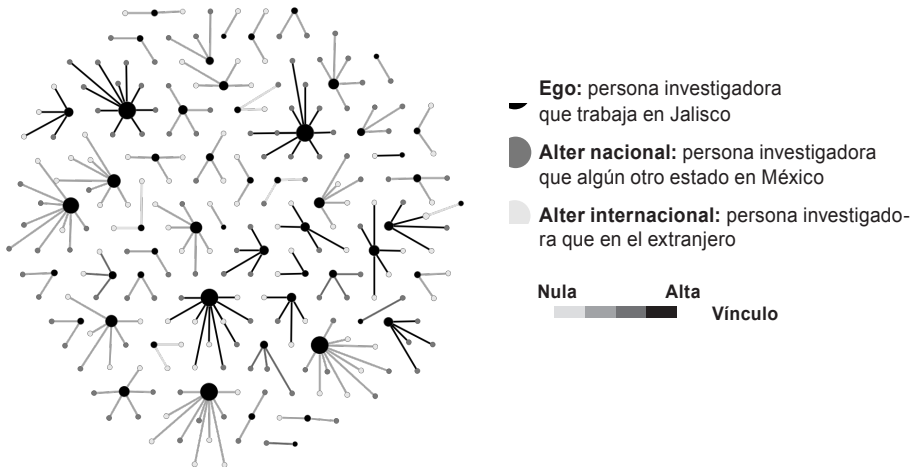 Ego: persona investigadora
que trabaja en Jalisco
Alter nacional: persona investigadora
que algún otro estado en México
Alter internacional: persona investigado-
ra que en el extranjero
Nula Alta
Vínculo